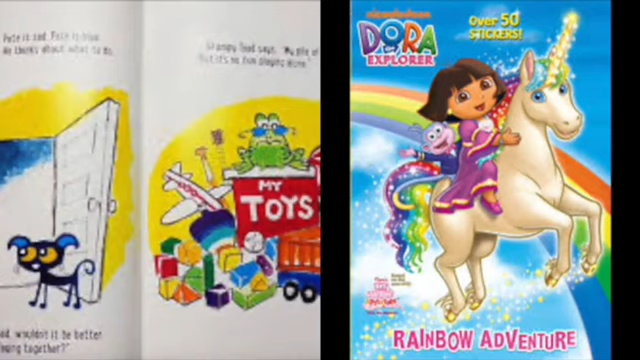 Pete is sad. Pete is blue.
He thinks about what to do.
Grumpy Toad says, "My pile of
But it's no fun playing alone."
MY
TOYS
wouldn't it be better
together?"
nickelodeon
DORA
THE
EXPLORER
Over 50
STICKERS!
RAINBOW ADVENTURE